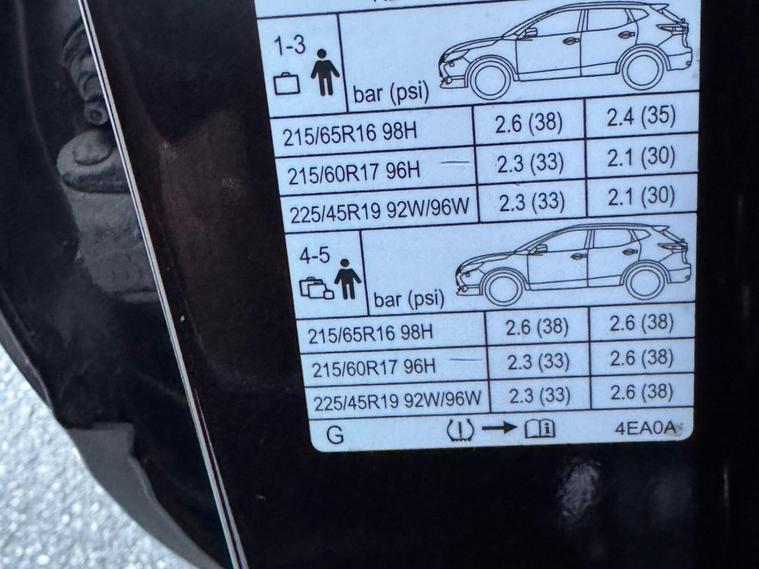 1-3
bar (psi)
215/65R16 98H 2.6 (38) 2.4 (35)
215/60R17 96H 2.3 (33) 2.1 (30)
225/45R19 92W/96W 2.3 (33) 2.1 (30)
4-5
bar (psi)
215/65R16 98H 2.6 (38) 2.6 (38)
215/60R17 96H 2.3 (33) 2.6 (38)
225/45R19 92W/96W 2.3 (33) 2.6 (38)
G 4EA0A